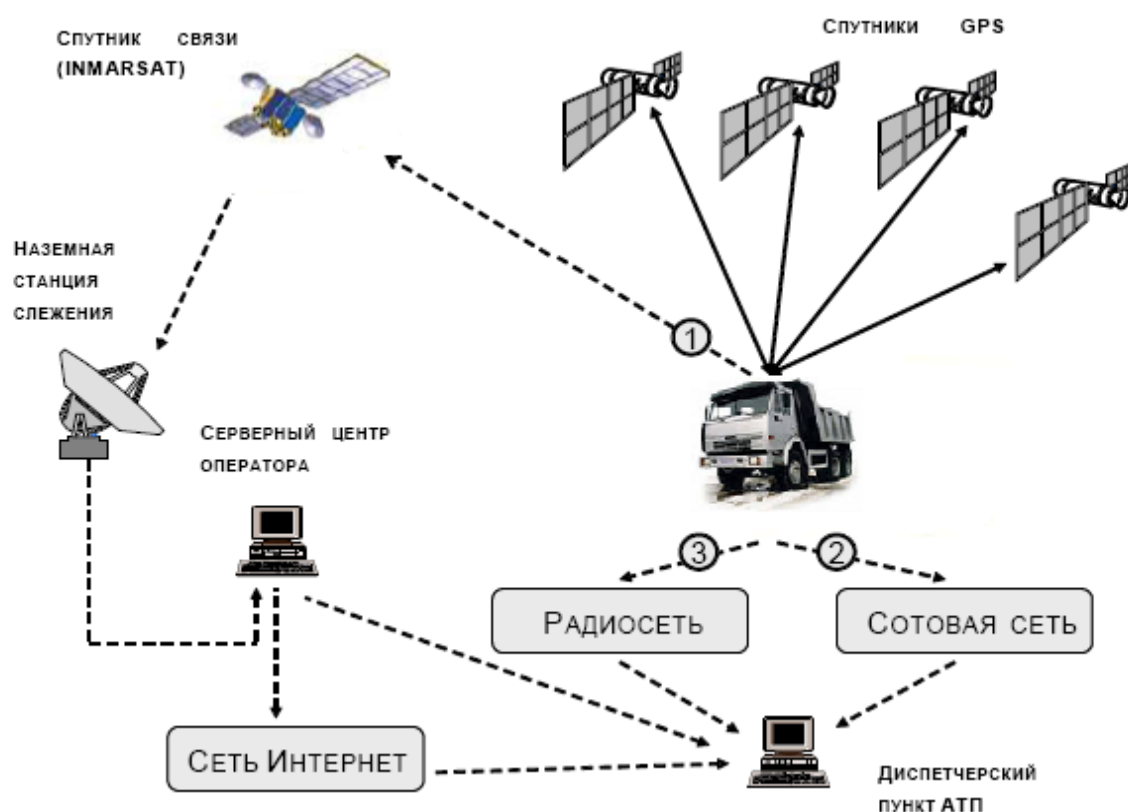 Спутник связи
(INMARSAT)
Спутники GPS
Наземная
станция
слежения
1
Серверный центр
оператора
3
2
Радиосеть
Сотовая сеть
Сеть Интернет
Диспетчерский
пункт АТП